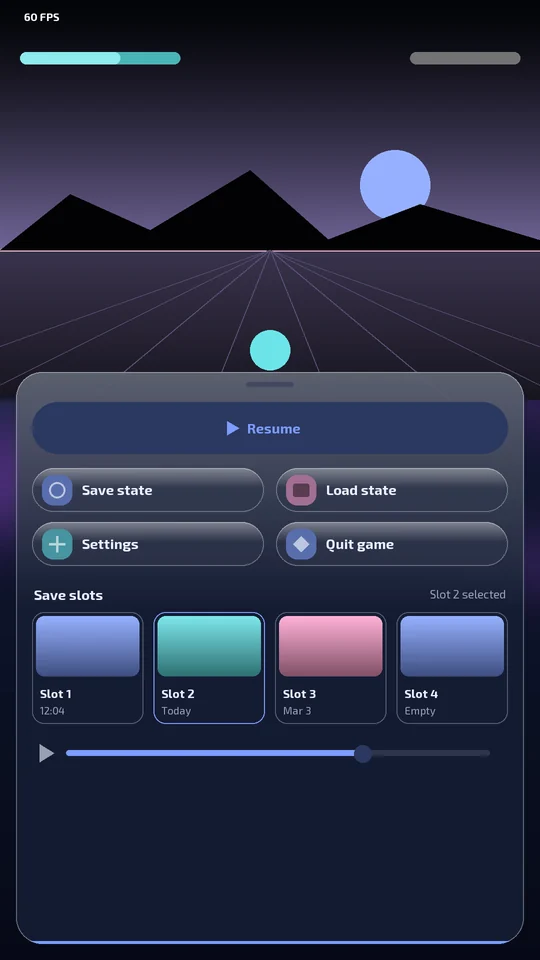 60 FPS
Resume
Save state
Load state
Settings
Quit game
Save slots
Slot 2 selected
Slot 1
12:04
Slot 2
Today
Slot 3
Mar 3
Slot 4
Empty